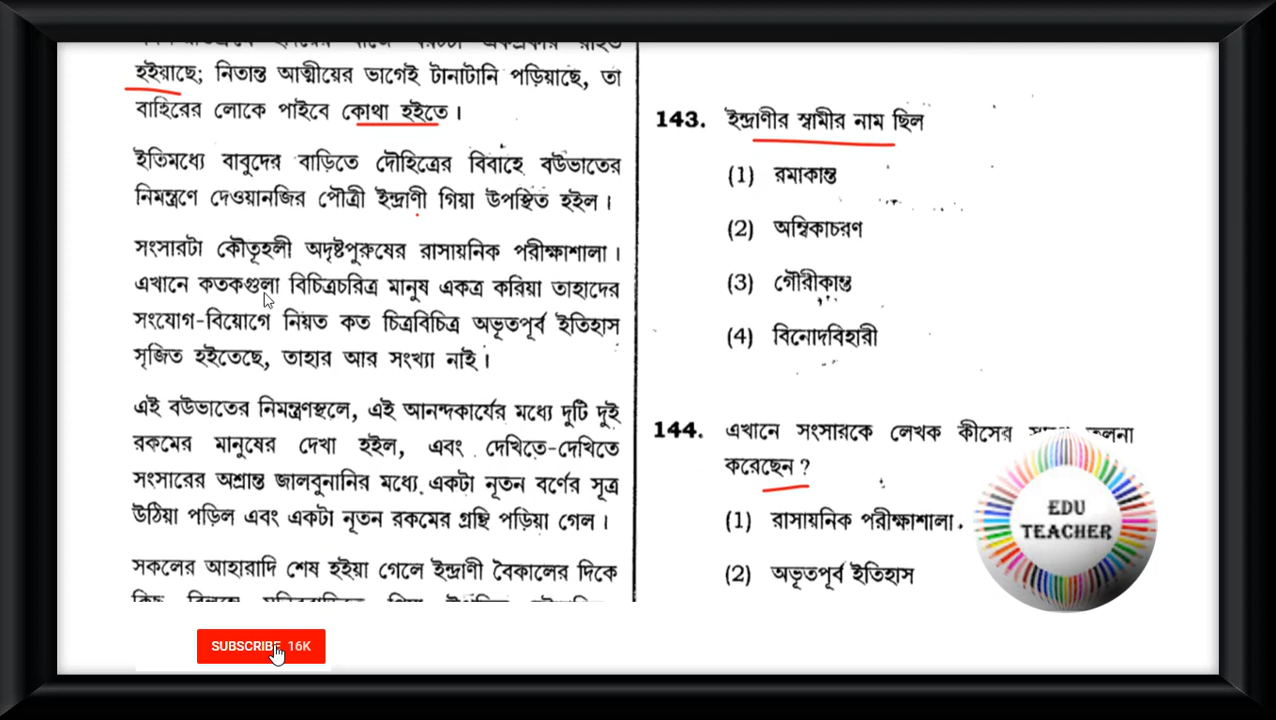 হইয়াছে; নিতান্ত আত্মীয়ের ভাগেই টানাটানি পড়িয়াছে, তা
বাহিরের লোকে পাইবে কোথা হইতে।
ইতিমধ্যে বাবুদের বাড়িতে দৌহিত্রের বিবাহে বউভাতের
নিমন্ত্রণে দেওয়ানজির পৌত্রী ইন্দ্রাণী গিয়া উপস্থিত হইল।
সংসারটা কৌতূহলী অদৃষ্টপুরুষের রাসায়নিক পরীক্ষাশালা।
এখানে কতকগুলা বিচিত্রচরিত্র মানুষ একত্র করিয়া তাহাদের
সংযোগ-বিয়োগে নিয়ত কত চিত্রবিচিত্র অভূতপূর্ব ইতিহাস
সৃজিত হইতেছে, তাহার আর সংখ্যা নাই।
এই বউভাতের নিমন্ত্রণস্থলে, এই আনন্দকার্যের মধ্যে দুটি দুই
রকমের মানুষের দেখা হইল, এবং দেখিতে-দেখিতে
সংসারের অশ্রান্ত জালবুনানির মধ্যে একটা নূতন বর্ণের সূত্র
উঠিয়া পড়িল এবং একটা নূতন রকমের গ্রন্থি পড়িয়া গেল।
সকলের আহারাদি শেষ হইয়া গেলে ইন্দ্রাণী বৈকালের দিকে
143. ইন্দ্রাণীর স্বামীর নাম ছিল
(1) রমাকান্ত
(2) অম্বিকাচরণ
(3) গৌরীকান্ত
(4) বিনোদবিহারী
144. এখানে সংসারকে লেখক কীসের
করেছেন ?
(1) রাসায়নিক পরীক্ষাশালা
(2) অভূতপূর্ব ইতিহাস
EDU
TEACHER
SUBSCRIBE 16K